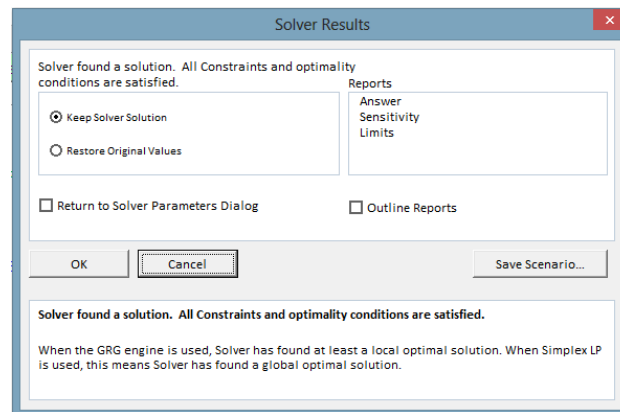 Solver Results
Solver found a solution. All Constraints and optimality
conditions are satisfied.
Reports
Answer
Sensitivity
Limits
Keep Solver Solution
Restore Original Values
Return to Solver Parameters Dialog
Outline Reports
OK
Cancel
Save Scenario...
Solver found a solution. All Constraints and optimality conditions are satisfied.
When the GRG engine is used, Solver has found at least a local optimal solution. When Simplex LP
is used, this means Solver has found a global optimal solution.